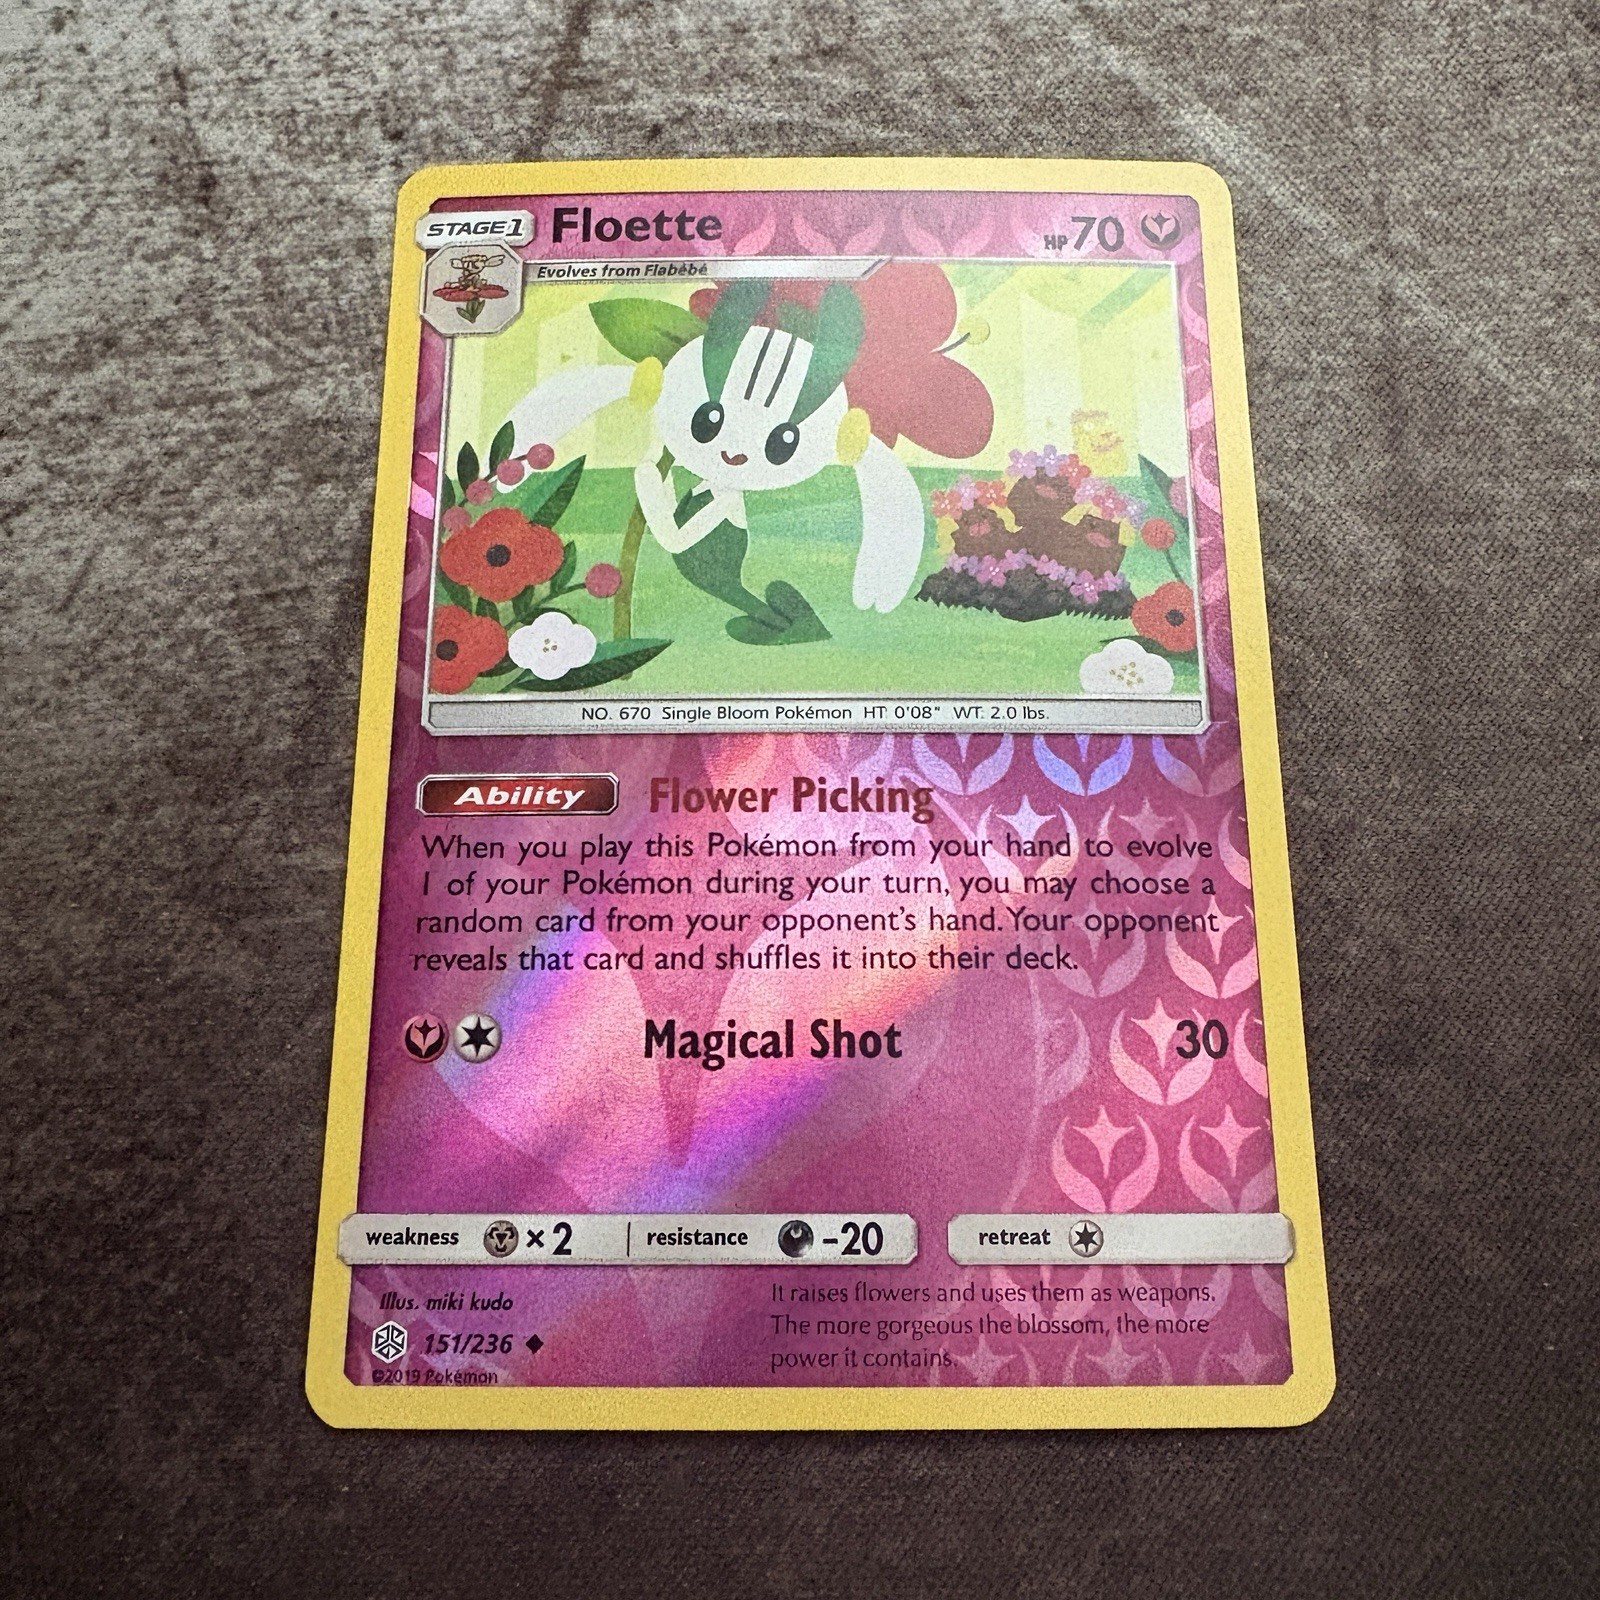 STAGE1 Floette HP70
Evolves from Flabébé
NO. 670 Single Bloom Pokémon HT: 0'08" WT: 2.0 lbs.
Ability Flower Picking
When you play this Pokémon from your hand to evolve
1 of your Pokémon during your turn, you may choose a
random card from your opponent's hand. Your opponent
reveals that card and shuffles it into their deck.
Magical Shot 30
weakness ×2 resistance -20 retreat
Illus. miki kudo
151/236
©2019 Pokémon
It raises flowers and uses them as weapons.
The more gorgeous the blossom, the more
power it contains.